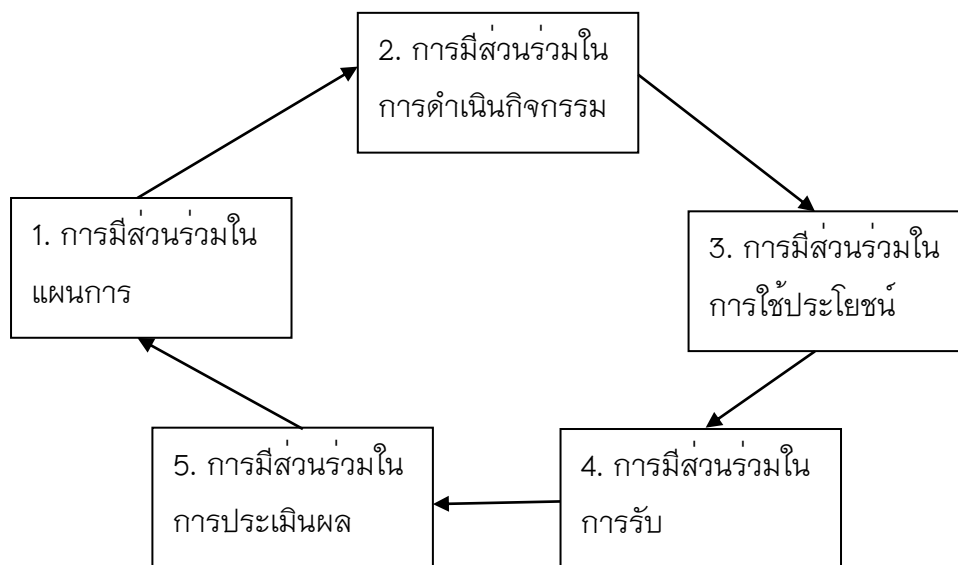 1. การมีส่วนร่วมใน
แผนการ
2. การมีส่วนร่วมใน
การดำเนินกิจกรรม
3. การมีส่วนร่วมใน
การใช้ประโยชน์
4. การมีส่วนร่วมใน
การรับ
5. การมีส่วนร่วมใน
การประเมินผล